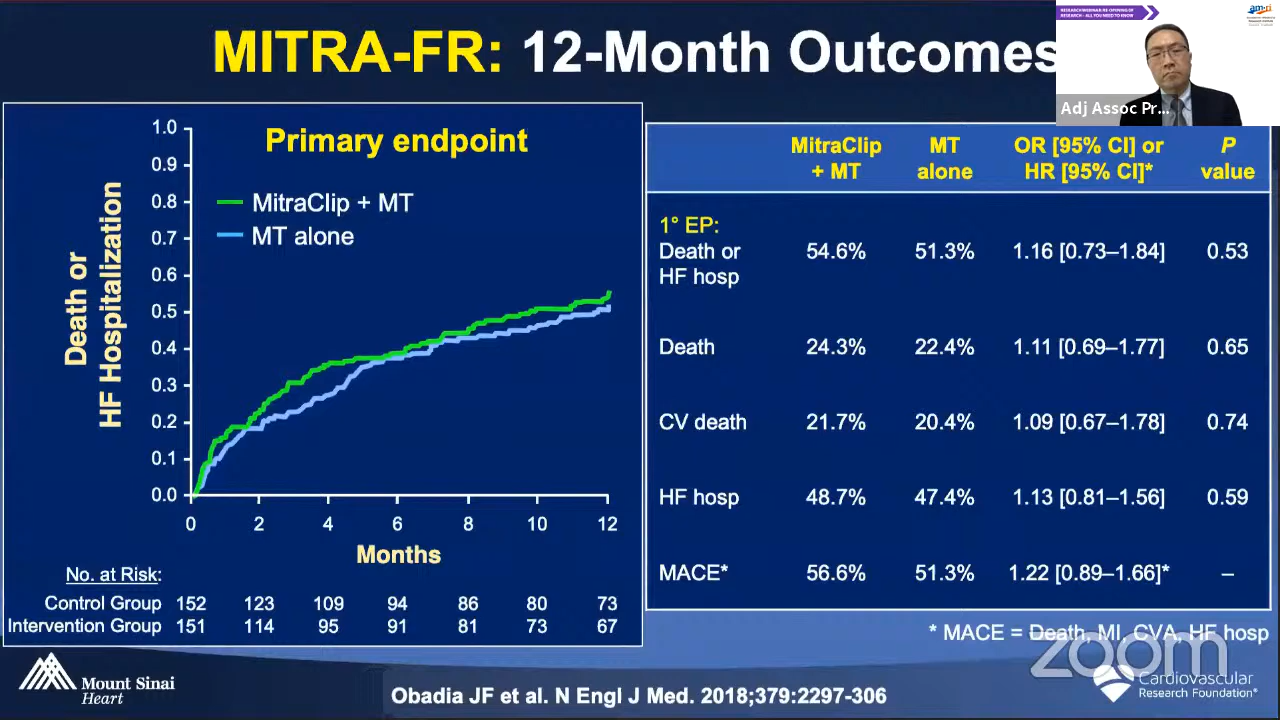 MITRA-FR: 12-Month Outcomes
RESEARCH WEBINAR: RE-OPENING OF
RESEARCH - ALL YOU NEED TO KNOW
Adj Assoc Pr...
Primary endpoint
MitraClip + MT
MT alone
Death or
HF Hospitalization
1.0
0.9
0.8
0.7
0.6
0.5
0.4
0.3
0.2
0.1
0.0
0 2 4 6 8 10 12
Months
No. at Risk:
Control Group 152 123 109 94 86 80 73
Intervention Group 151 114 95 91 81 73 67
MitraClip MT OR [95% CI] or P
+ MT alone HR [95% CI]* value
1° EP:
Death or 54.6% 51.3% 1.16 [0.73–1.84] 0.53
HF hosp
Death 24.3% 22.4% 1.11 [0.69–1.77] 0.65
CV death 21.7% 20.4% 1.09 [0.67–1.78] 0.74
HF hosp 48.7% 47.4% 1.13 [0.81–1.56] 0.59
MACE* 56.6% 51.3% 1.22 [0.89–1.66]* –
* MACE = Death, MI, CVA, HF hosp
zoom
Mount Sinai
Heart
Obadia JF et al. N Engl J Med. 2018;379:2297-306
Cardiovascular
Research Foundation®